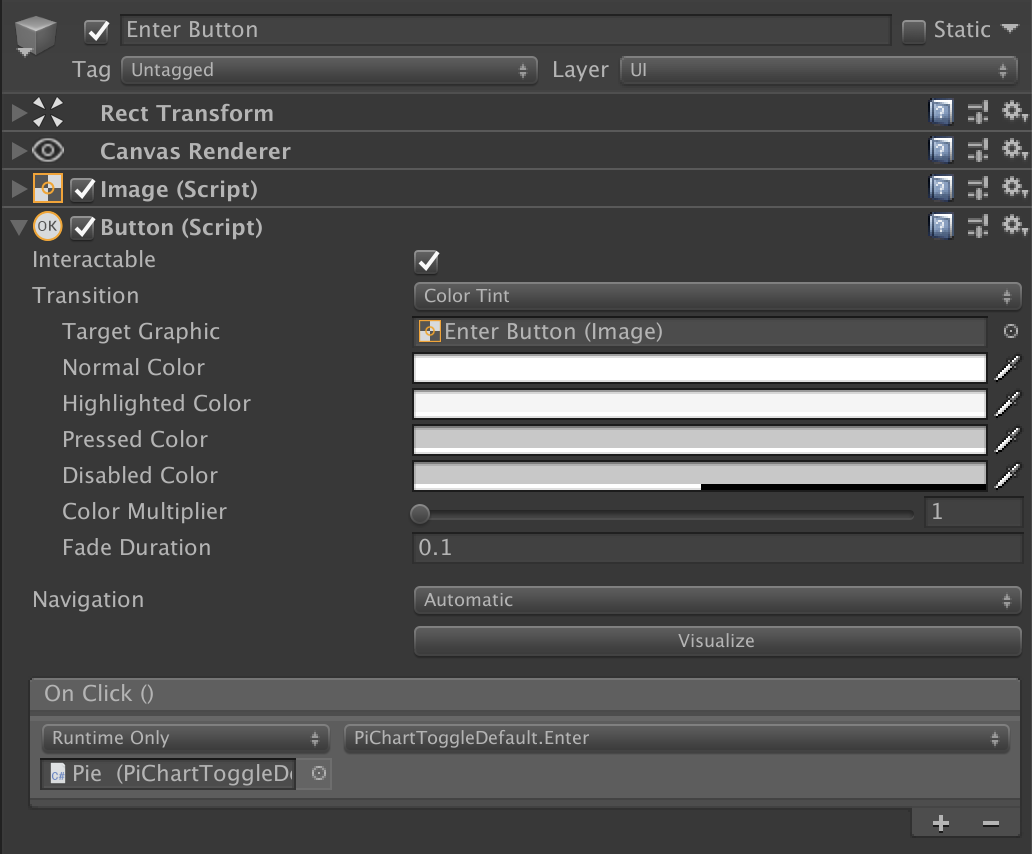 Enter Button
Static
Tag Untagged Layer UI
Rect Transform
Canvas Renderer
Image (Script)
OK Button (Script)
Interactable
Transition Color Tint
Target Graphic Enter Button (Image)
Normal Color
Highlighted Color
Pressed Color
Disabled Color
Color Multiplier 1
Fade Duration 0.1
Navigation Automatic
Visualize
On Click ()
Runtime Only PiChartToggleDefault.Enter
C# Pie (PiChartToggleD